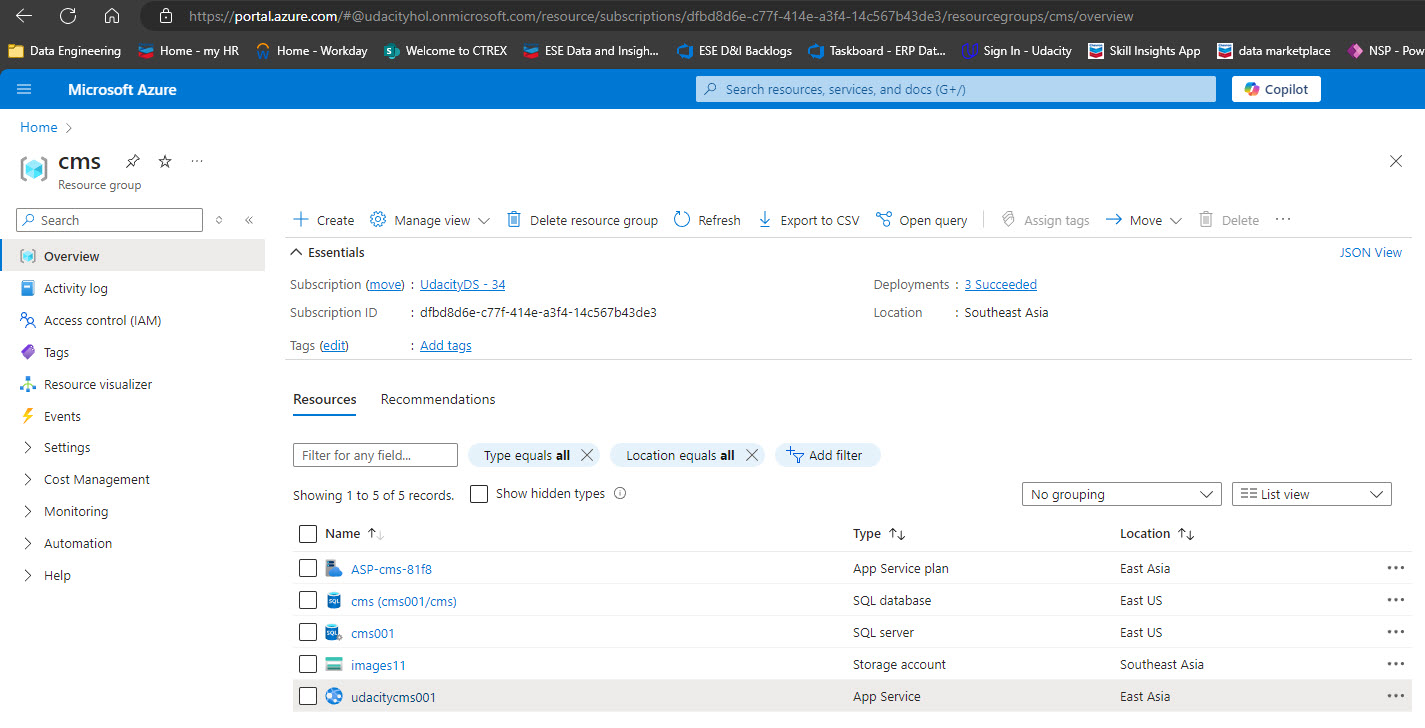 https://portal.azure.com/#@udacityhol.onmicrosoft.com/resource/subscriptions/dfbd8d6e-c77f-414e-a3f4-14c567b43de3/resourcegroups/cms/overview
Data Engineering Home - my HR Home - Workday Welcome to CTREX ESE Data and Insigh... ESE D&I Backlogs Taskboard - ERP Dat... Sign In - Udacity Skill Insights App data marketplace NSP - Pow
Microsoft Azure Search resources, services, and docs (G+/) Copilot
Home >
cms ...
Resource group
Search «
Create Manage view Delete resource group Refresh Export to CSV Open query Assign tags Move Delete ...
Overview
Activity log
Access control (IAM)
Tags
Resource visualizer
Events
Settings
Cost Management
Monitoring
Automation
Help
Essentials JSON View
Subscription (move) : UdacityDS - 34 Deployments : 3 Succeeded
Subscription ID : dfbd8d6e-c77f-414e-a3f4-14c567b43de3 Location : Southeast Asia
Tags (edit) : Add tags
Resources Recommendations
Filter for any field... Type equals all Location equals all Add filter
Showing 1 to 5 of 5 records. Show hidden types No grouping List view
Name Type Location
ASP-cms-81f8 App Service plan East Asia ...
SQL cms (cms001/cms) SQL database East US ...
SQL cms001 SQL server East US ...
images11 Storage account Southeast Asia ...
udacitycms001 App Service East Asia ...